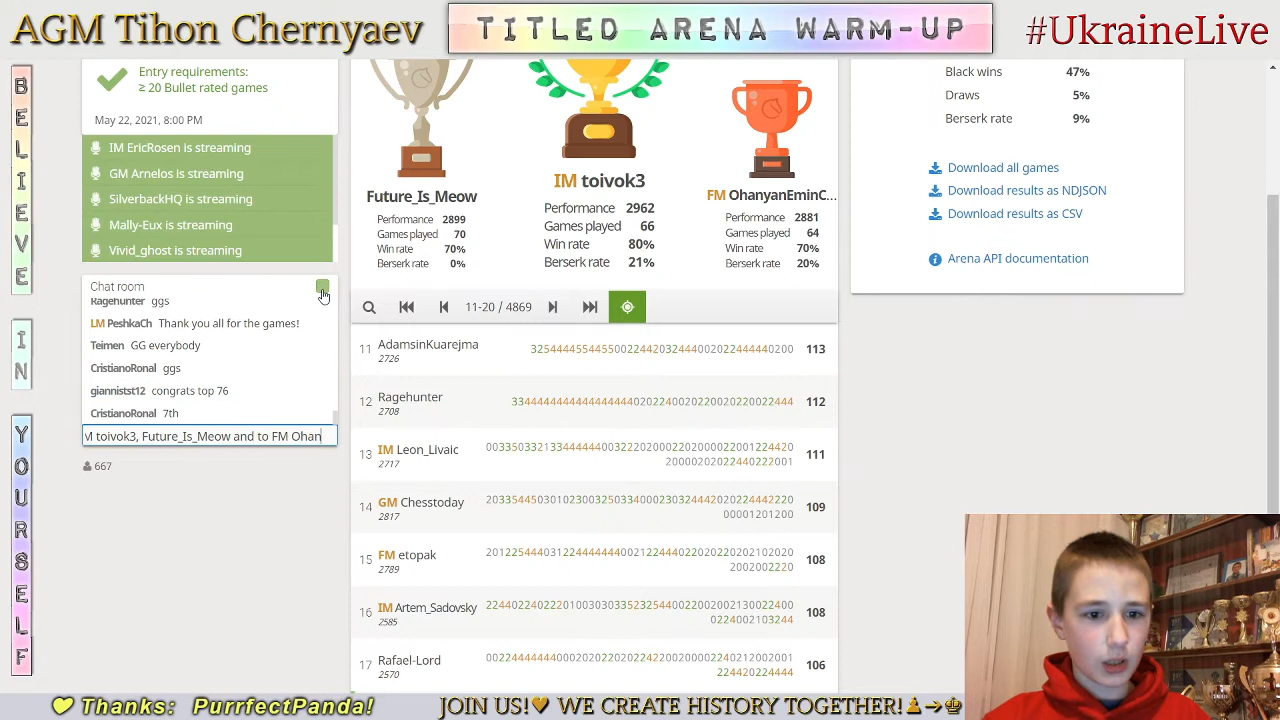 AGM Tihon Chernyaev
TITLED ARENA WARM-UP
#UkraineLive
BELIEVE
IN
YOURSELF
Entry requirements:
≥ 20 Bullet rated games
May 22, 2021, 8:00 PM
IM EricRosen is streaming
GM Arnelos is streaming
SilverbackHQ is streaming
Mally-Eux is streaming
Vivid_ghost is streaming
Chat room
Ragehunter ggs
LM PeshkaCh Thank you all for the games!
Teimen GG everybody
CristianoRonal ggs
giannistst12 congrats top 76
CristianoRonal 7th
M toivok3, Future_Is_Meow and to FM Ohan
667
Future_Is_Meow
Performance 2899
Games played 70
Win rate 70%
Berserk rate 0%
IM toivok3
Performance 2962
Games played 66
Win rate 80%
Berserk rate 21%
FM OhanyanEminC...
Performance 2881
Games played 64
Win rate 70%
Berserk rate 20%
11-20 / 4869
11 AdamsinKuarejma 113
2726
12 Ragehunter 112
2708
13 IM Leon_Livaic 111
2717
14 GM Chesstoday 109
2817
15 FM etopak 108
2789
16 IM Artem_Sadovsky 108
2585
17 Rafael-Lord 106
2570
Black wins 47%
Draws 5%
Berserk rate 9%
Download all games
Download results as NDJSON
Download results as CSV
Arena API documentation
Thanks: PurrfectPanda!
JOIN US! WE CREATE HISTORY TOGETHER!